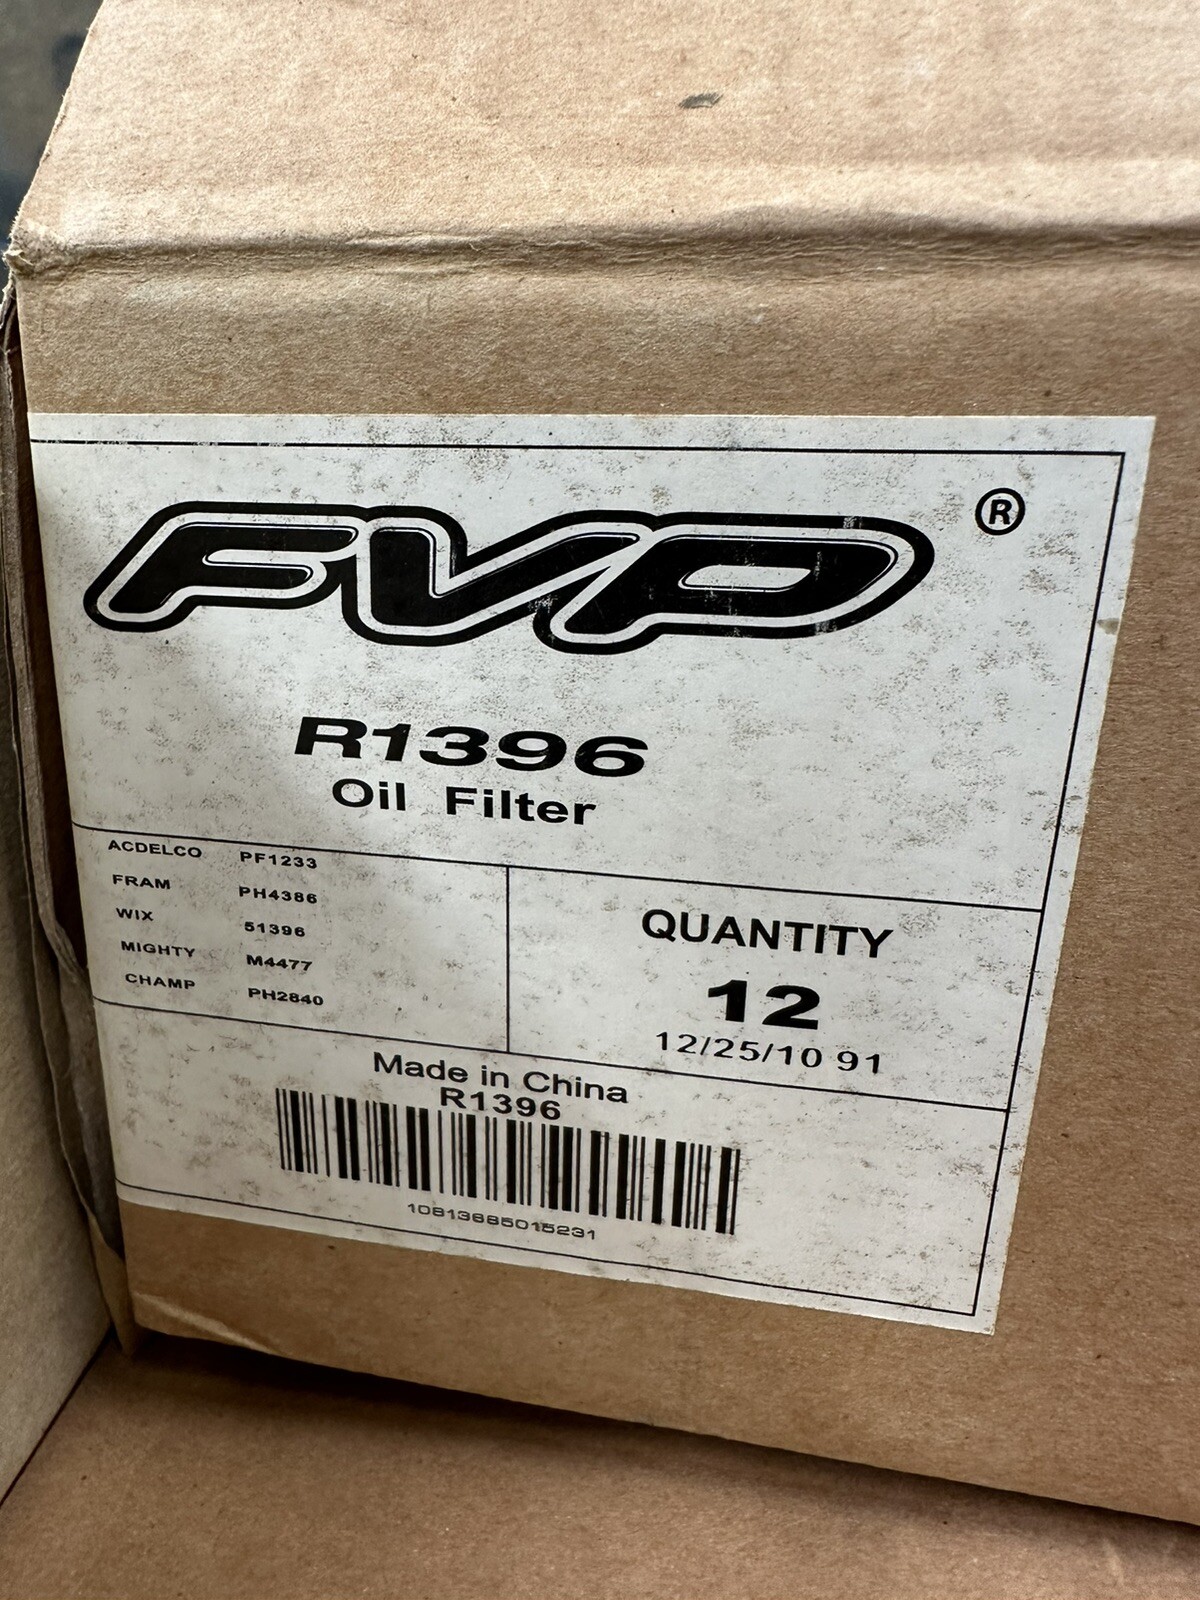 FVP®
R1396
Oil Filter
ACDELCO PF1233
FRAM PH4386
WIX 51396
MIGHTY M4477
CHAMP PH2840
QUANTITY
12
12/25/10 91
Made in China
R1396
10813685015231